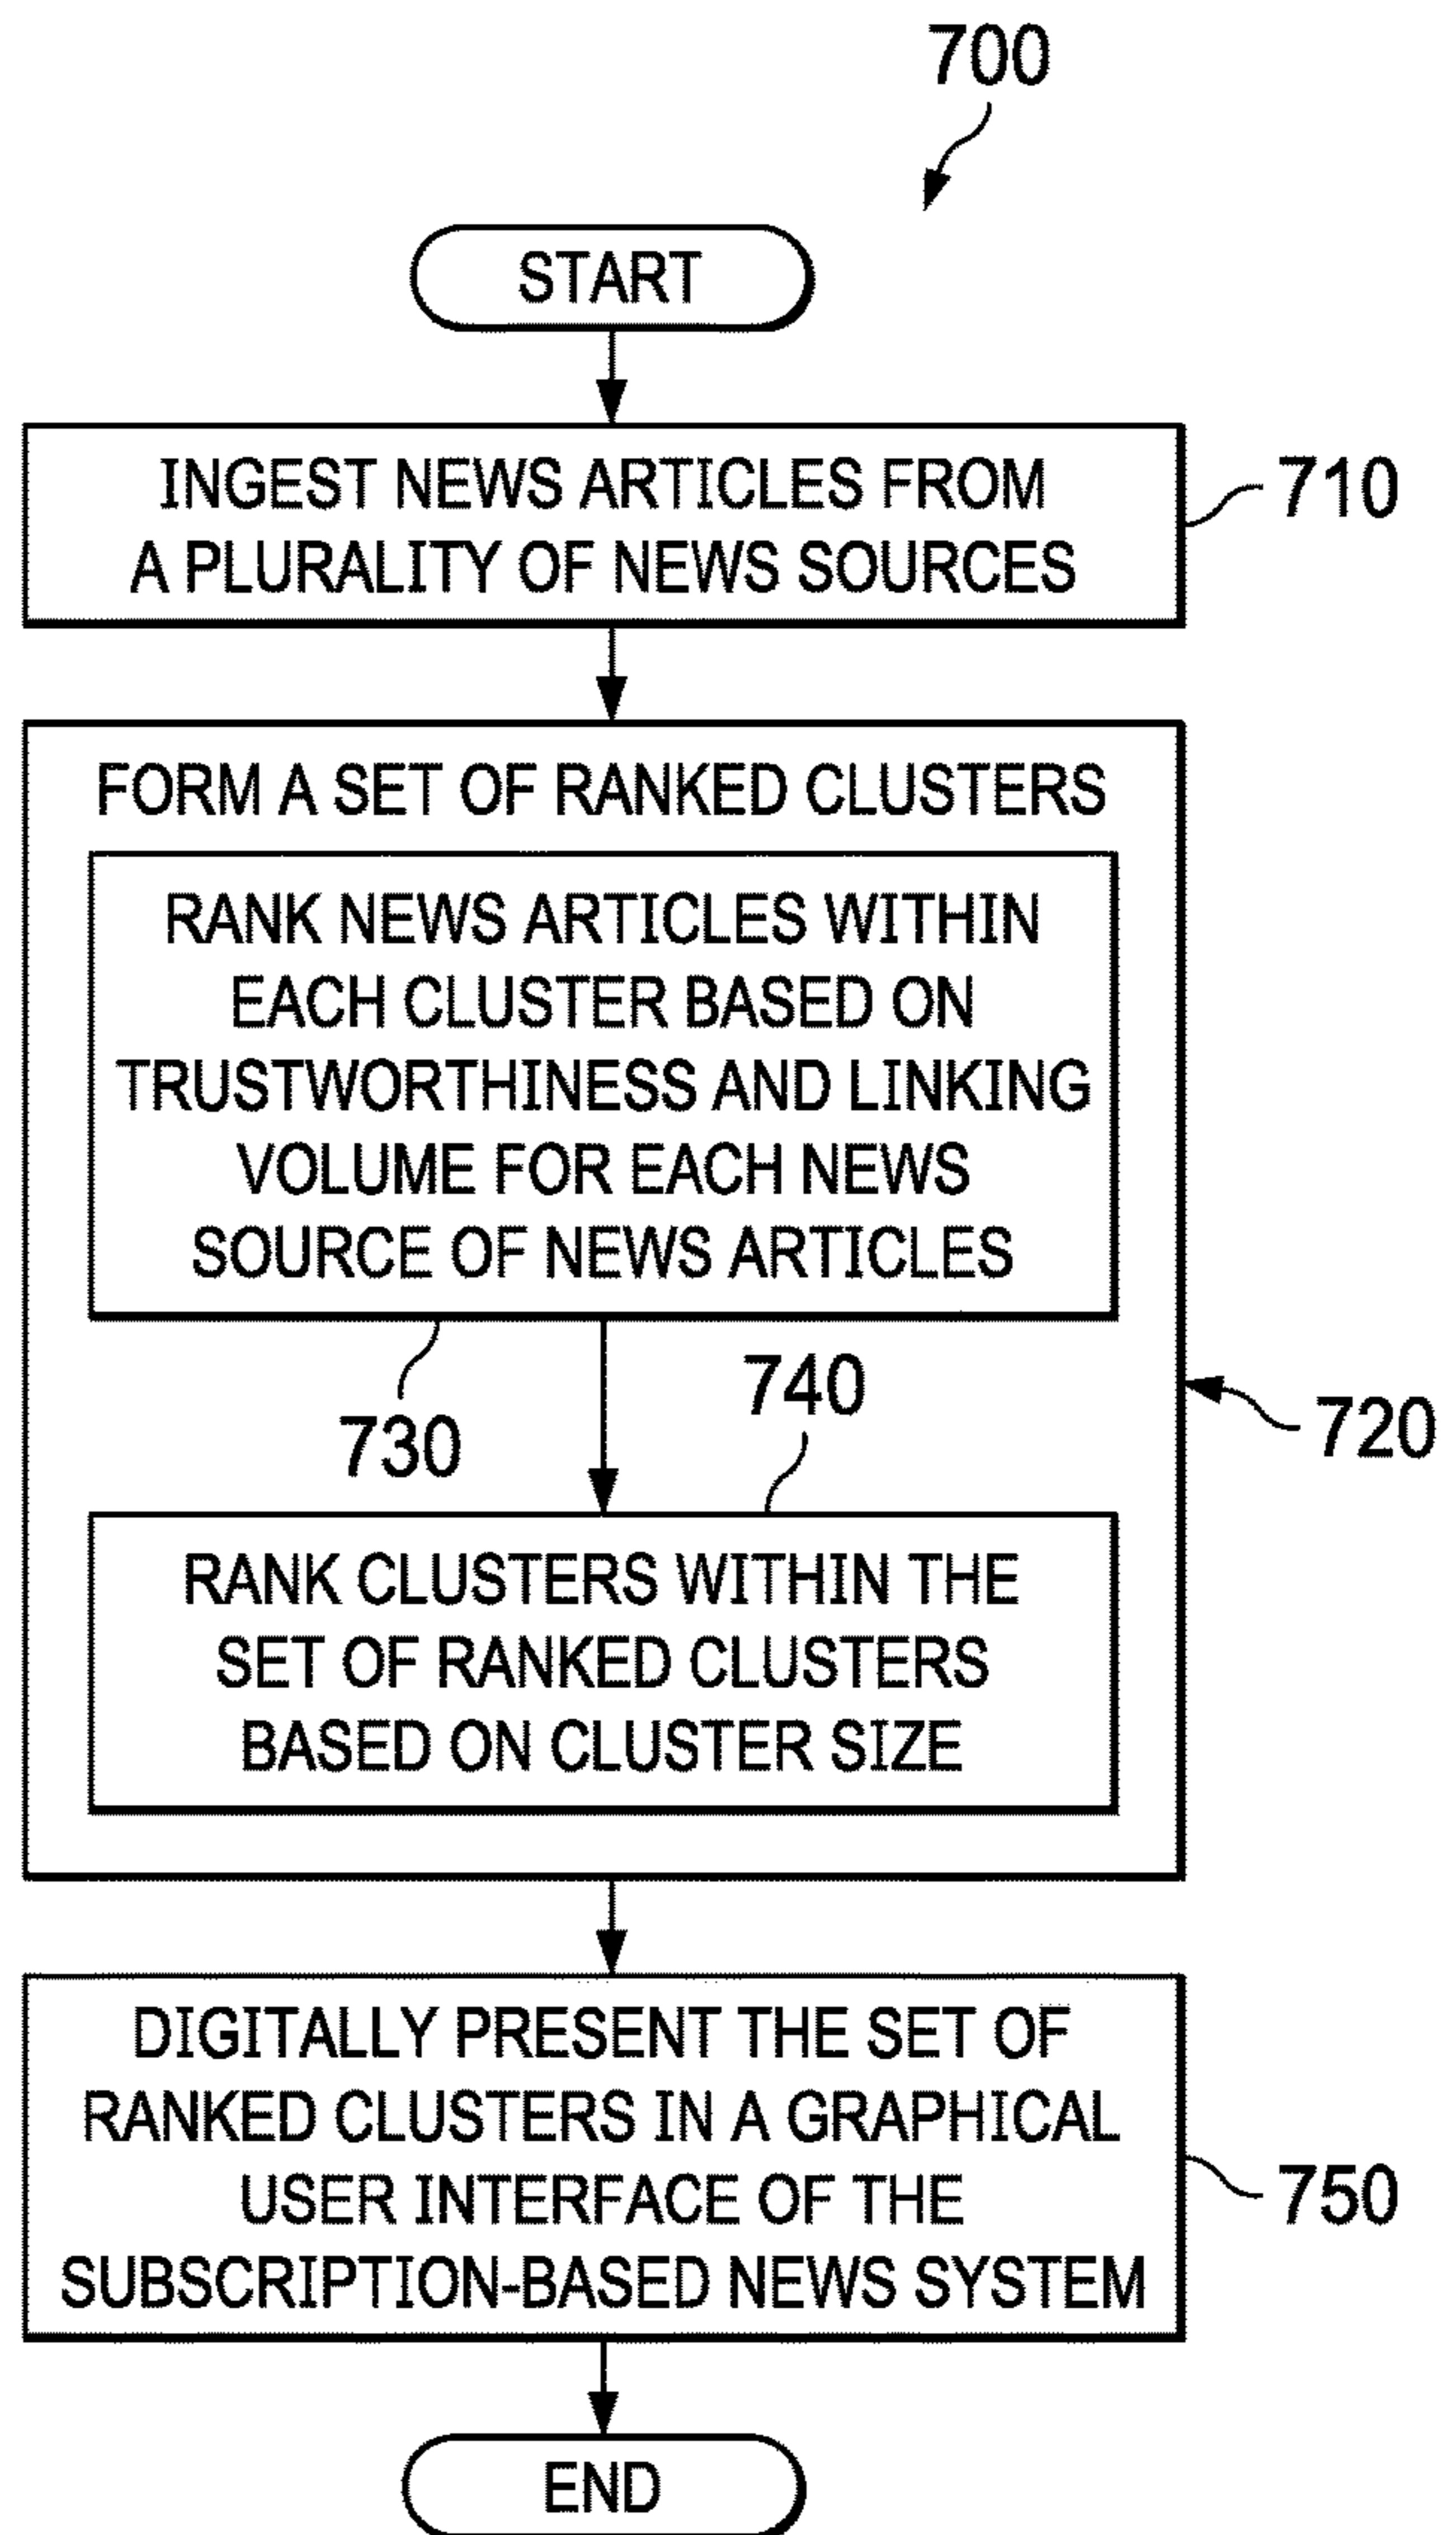 700
START
INGEST NEWS ARTICLES FROM
A PLURALITY OF NEWS SOURCES
710
FORM A SET OF RANKED CLUSTERS
RANK NEWS ARTICLES WITHIN
EACH CLUSTER BASED ON
TRUSTWORTHINESS AND LINKING
VOLUME FOR EACH NEWS
SOURCE OF NEWS ARTICLES
730
740
720
RANK CLUSTERS WITHIN THE
SET OF RANKED CLUSTERS
BASED ON CLUSTER SIZE
DIGITALLY PRESENT THE SET OF
RANKED CLUSTERS IN A GRAPHICAL
USER INTERFACE OF THE
SUBSCRIPTION-BASED NEWS SYSTEM
750
END